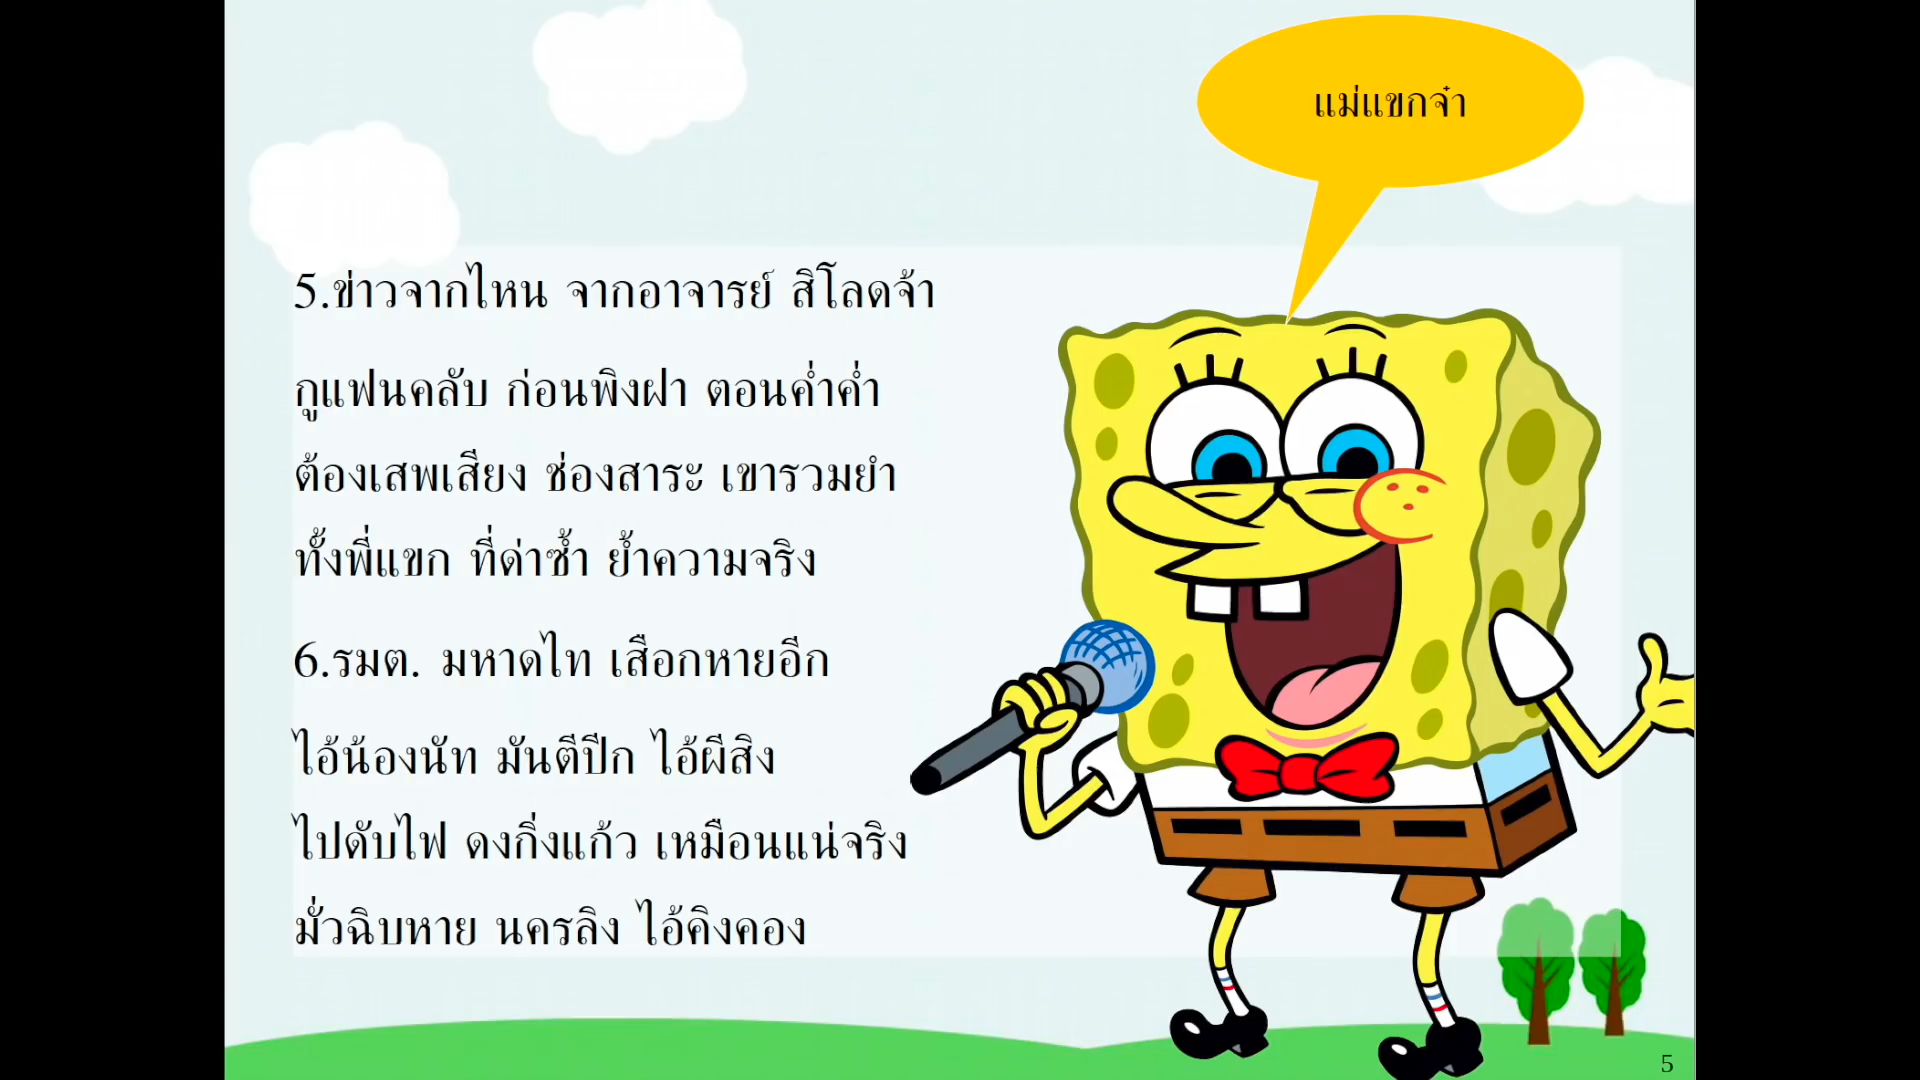 แม่แขกจ๋า
5.ข่าวจากไหน จากอาจารย์ สิโลดจ้า
กูแฟนคลับ ก่อนพิงฝา ตอนค่ำค่ำ
ต้องเสพเสียง ช่องสาระ เขารวมยำ
ทั้งพี่แขก ที่ด่าซ้ำ ย้ำความจริง
6.รมต. มหาดไท เสือกหายอีก
ไอ้น้องนัท มันตีปีก ไอ้ผีสิง
ไปดับไฟ ดงกิ่งแก้ว เหมือนแน่จริง
มั่วฉิบหาย นครลิง ไอ้คิงคอง
5